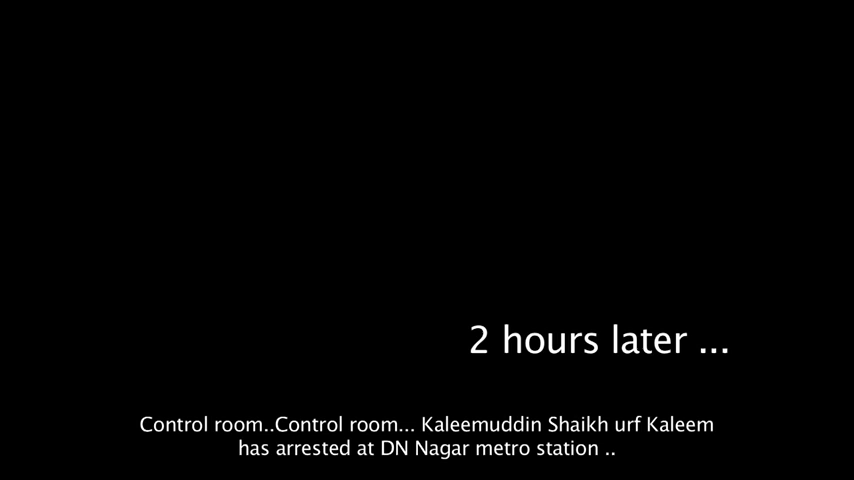 2 hours later ...
Control room..Control room... Kaleemuddin Shaikh urf Kaleem
has arrested at DN Nagar metro station ..